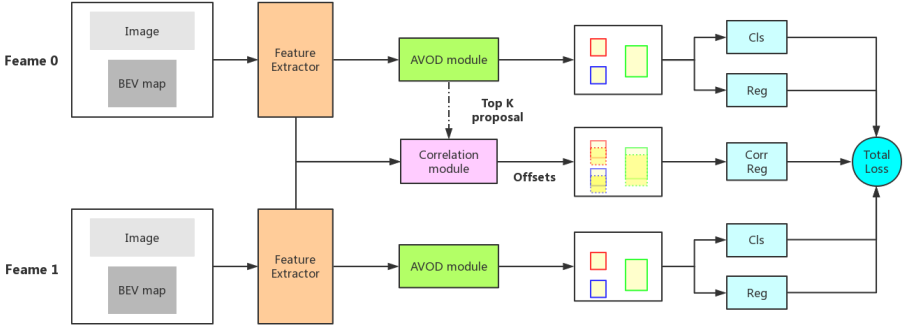 Feame 0
Image
BEV map
Feature
Extractor
AVOD module
Cls
Reg
Top K
proposal
Correlation
module
Offsets
Corr
Reg
Total
Loss
Feame 1
Image
BEV map
Feature
Extractor
AVOD module
Cls
Reg